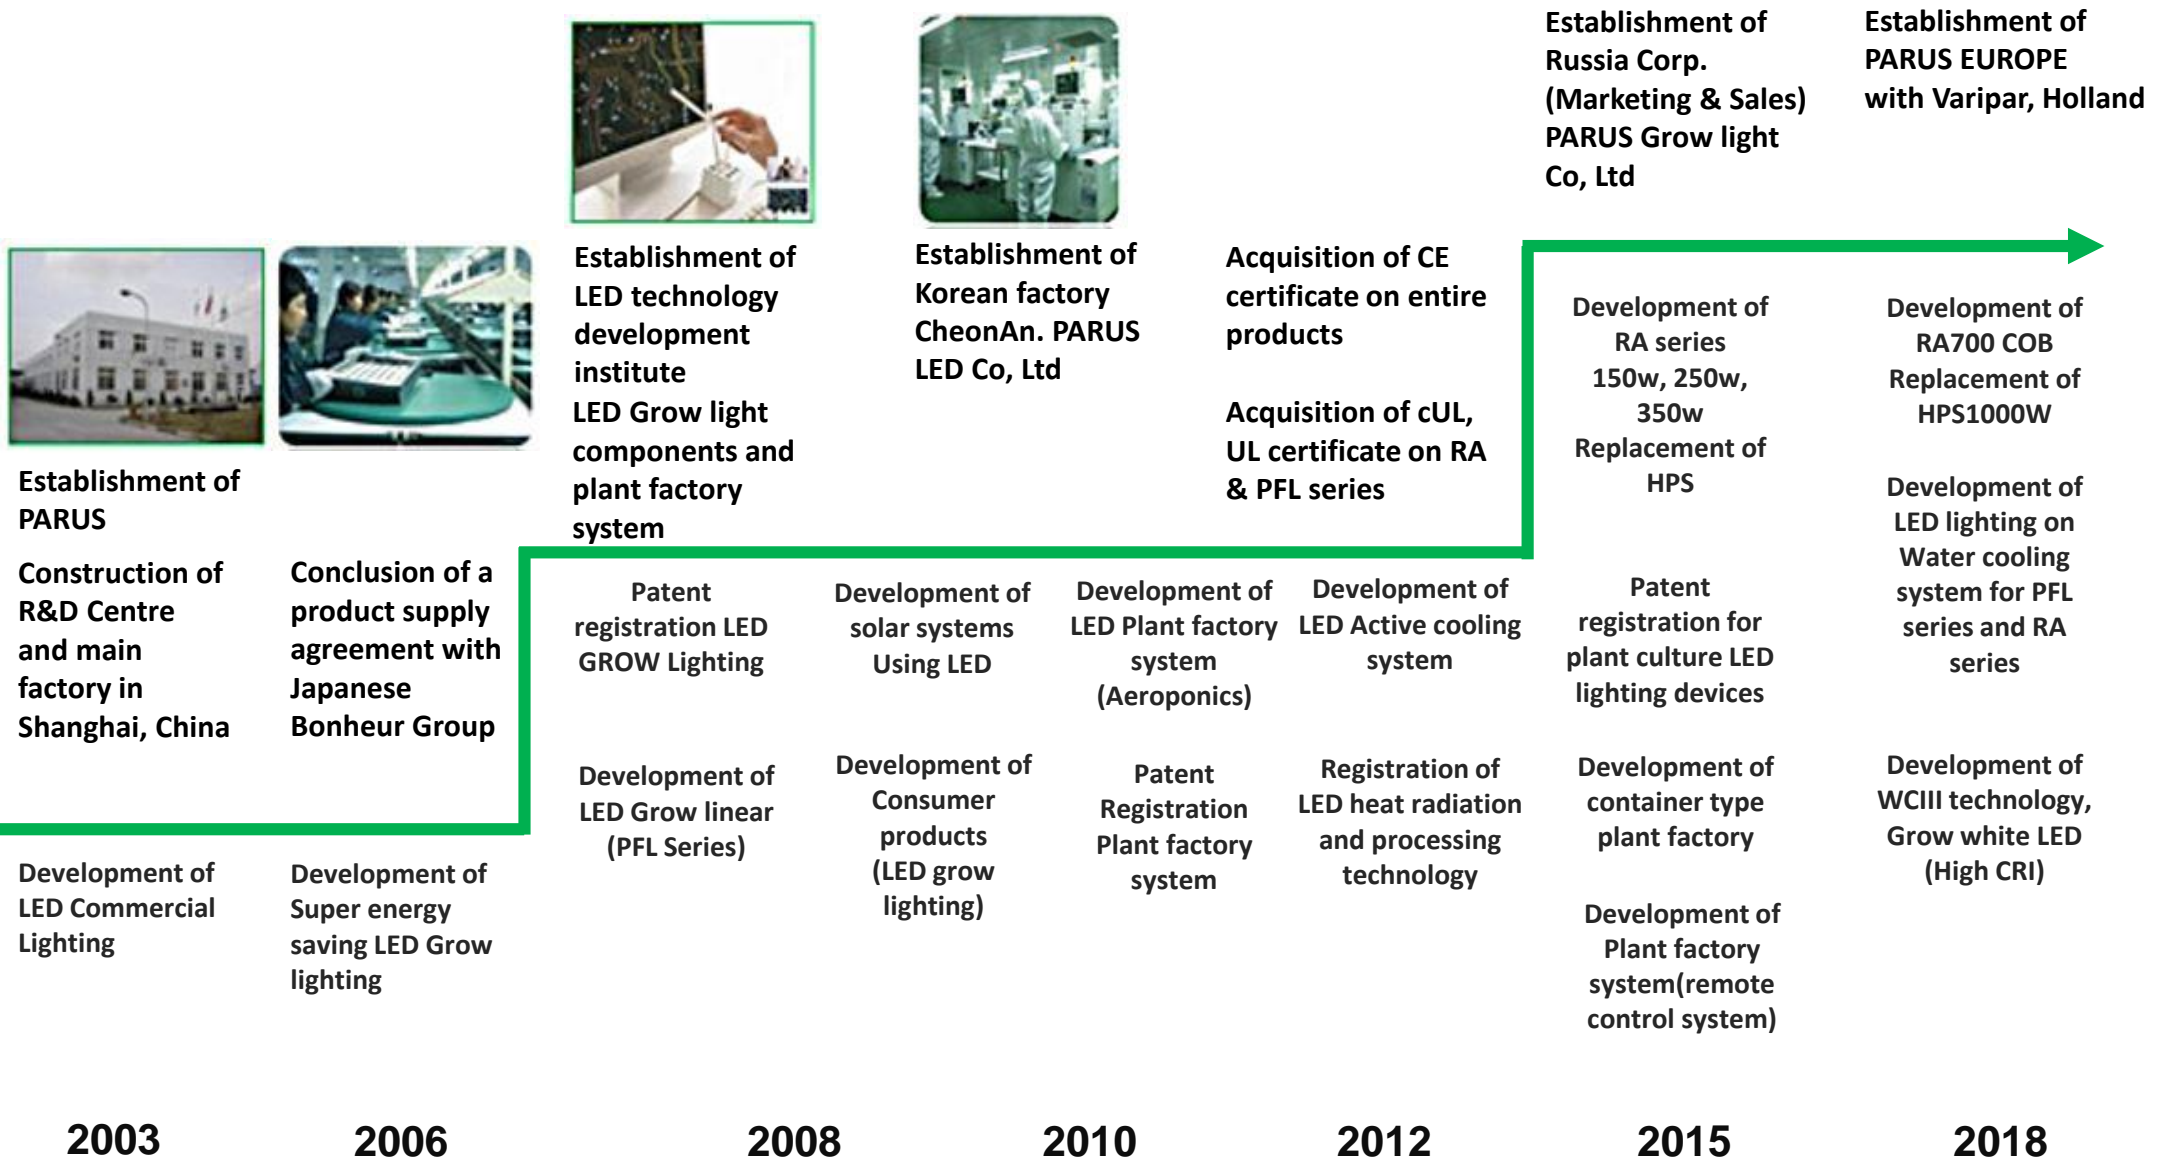 Establishment of
Russia Corp.
(Marketing & Sales)
PARUS Grow light
Co, Ltd
Establishment of
PARUS EUROPE
with Varipar, Holland
Establishment of
PARUS
Construction of
R&D Centre
and main
factory in
Shanghai, China
Conclusion of a
product supply
agreement with
Japanese
Bonheur Group
Establishment of
LED technology
development
institute
LED Grow light
components and
plant factory
system
Establishment of
Korean factory
CheonAn. PARUS
LED Co, Ltd
Acquisition of CE
certificate on entire
products
Acquisition of cUL,
UL certificate on RA
& PFL series
Development of
RA series
150w, 250w,
350w
Replacement of
HPS
Development of
RA700 COB
Replacement of
HPS1000W
Development of
LED lighting on
Water cooling
system for PFL
series and RA
series
Patent
registration LED
GROW Lighting
Development of
solar systems
Using LED
Development of
LED Plant factory
system
(Aeroponics)
Development of
LED Active cooling
system
Patent
registration for
plant culture LED
lighting devices
Development of
LED Grow linear
(PFL Series)
Development of
Consumer
products
(LED grow
lighting)
Patent
Registration
Plant factory
system
Registration of
LED heat radiation
and processing
technology
Development of
container type
plant factory
Development of
WCIII technology,
Grow white LED
(High CRI)
Development of
LED Commercial
Lighting
Development of
Super energy
saving LED Grow
lighting
Development of
Plant factory
system(remote
control system)
2003
2006
2008
2010
2012
2015
2018